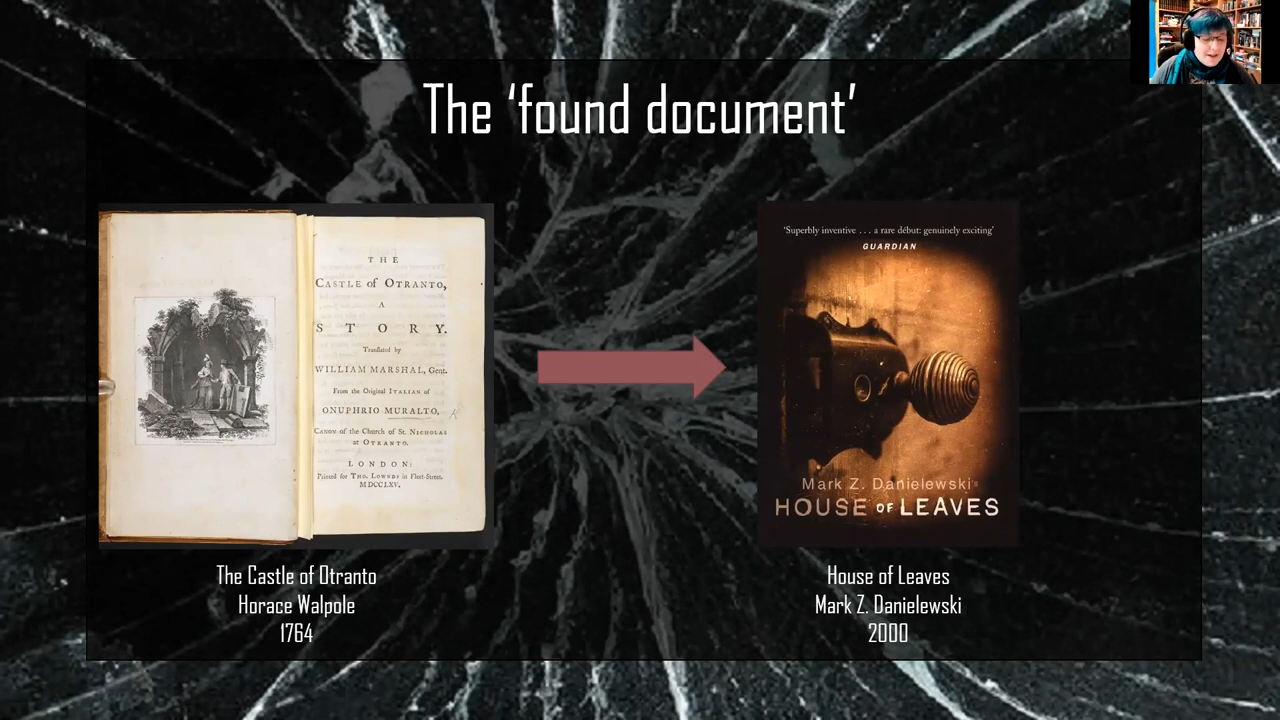 The ‘found document’
THE
CASTLE of OTRANTO,
A
STORY.
Translated by
WILLIAM MARSHAL, Gent.
From the Original ITALIAN of
ONUPHRIO MURALTO,
CANON of the Church of St. NICHOLAS
at OTRANTO.
LONDON:
Printed for THO. LOWNDS in Fleet-Street.
MDCCLXV.
The Castle of Otranto
Horace Walpole
1764
‘Superbly inventive . . . a rare début: genuinely exciting’
GUARDIAN
Mark Z. Danielewski's
HOUSE OF LEAVES
House of Leaves
Mark Z. Danielewski
2000